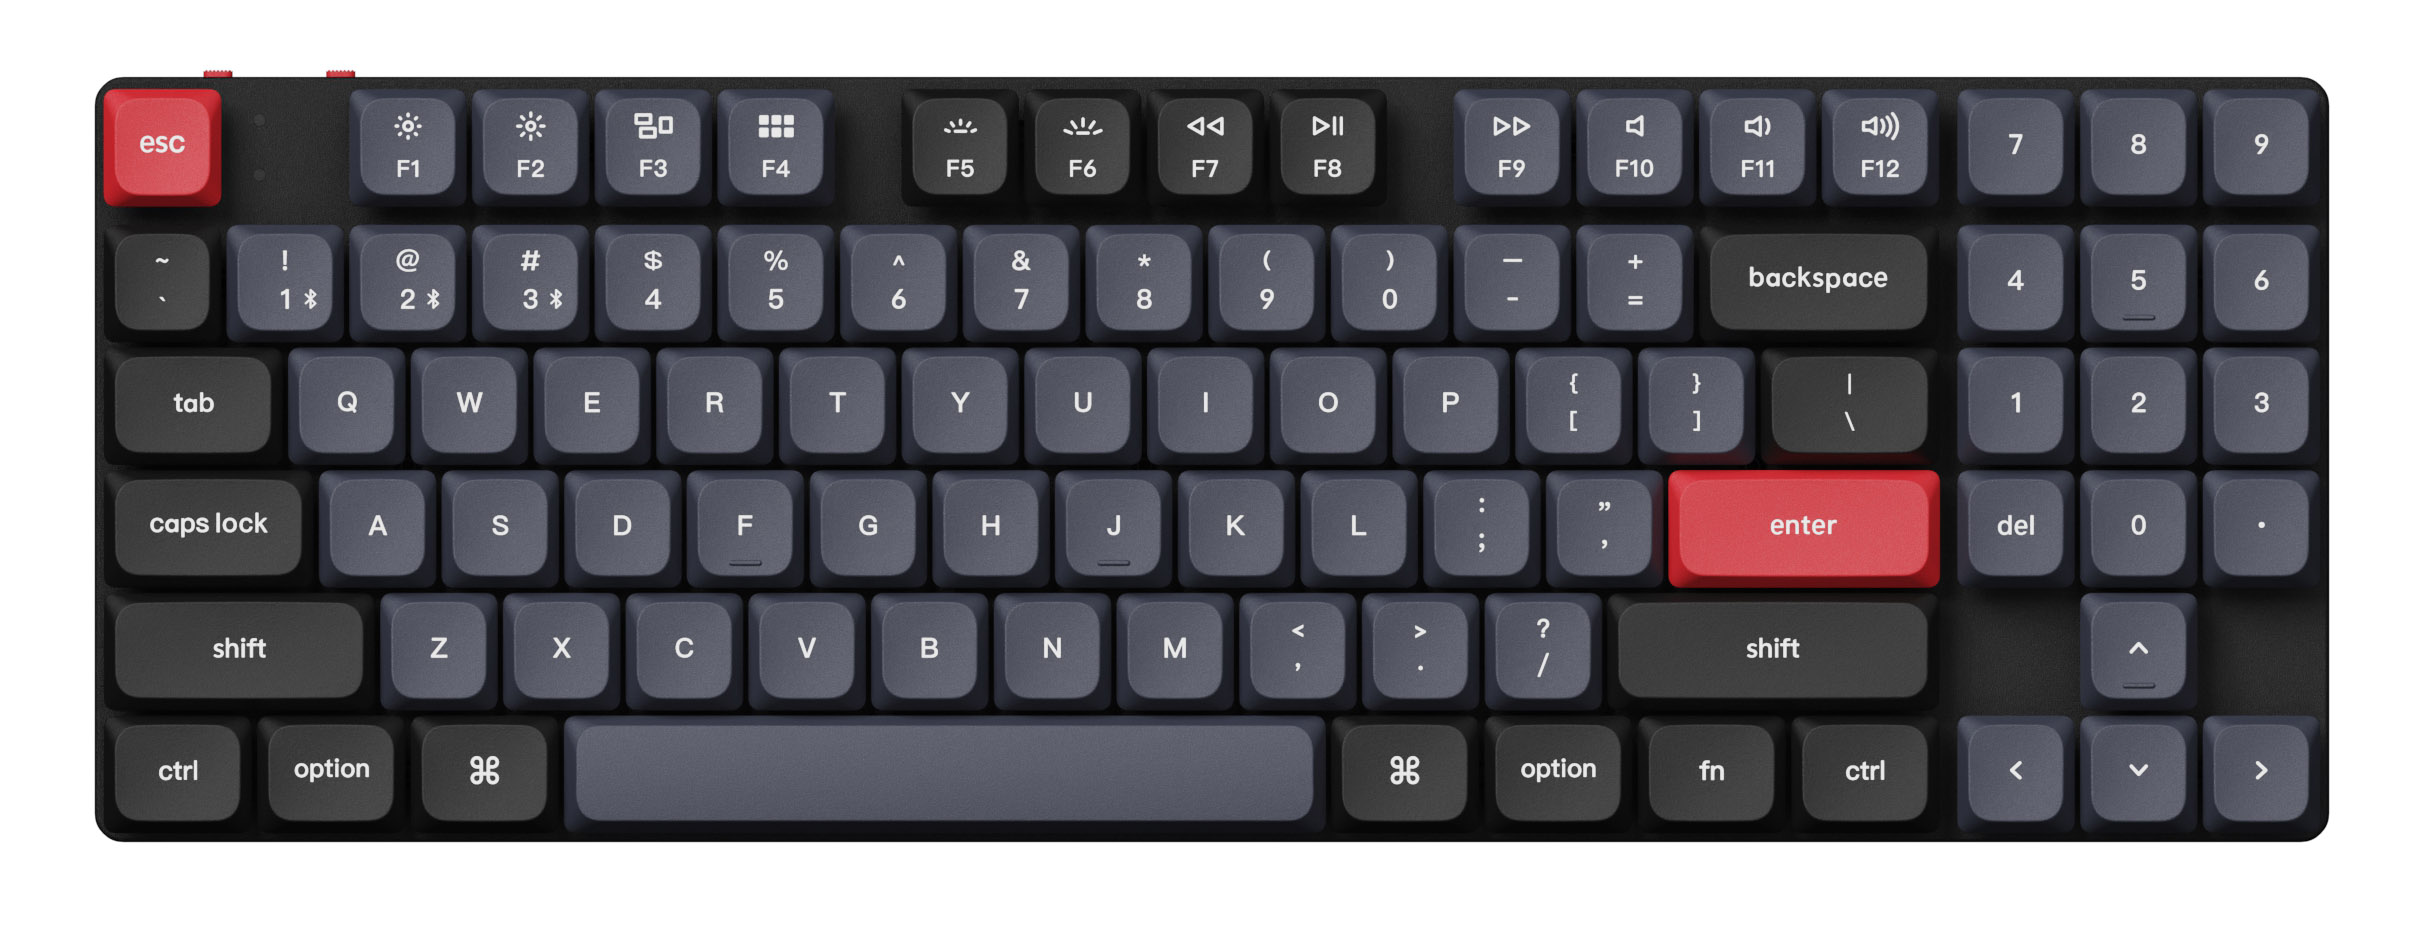 esc F1 F2 F3 F4 F5 F6 F7 F8 F9 F10 F11 F12 7 8 9
~ ! @ # $ % ^ & * ( ) — +
` 1 2 3 4 5 6 7 8 9 0 - = backspace 4 5 6
tab Q W E R T Y U I O P { } | 1 2 3
[ ] \
caps lock A S D F G H J K L : " enter del 0 .
; '
shift Z X C V B N M < > ? shift ^
, . /
ctrl option ⌘ ⌘ option fn ctrl < ⌄ >